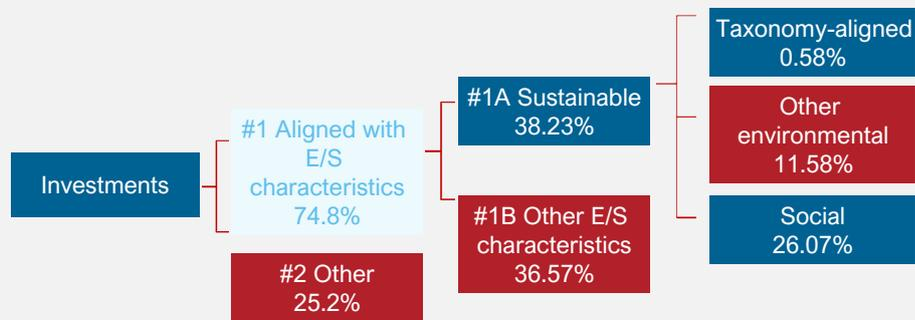 Investments
#1 Aligned with
E/S
characteristics
74.8%
#2 Other
25.2%
#1A Sustainable
38.23%
#1B Other E/S
characteristics
36.57%
Taxonomy-aligned
0.58%
Other
environmental
11.58%
Social
26.07%